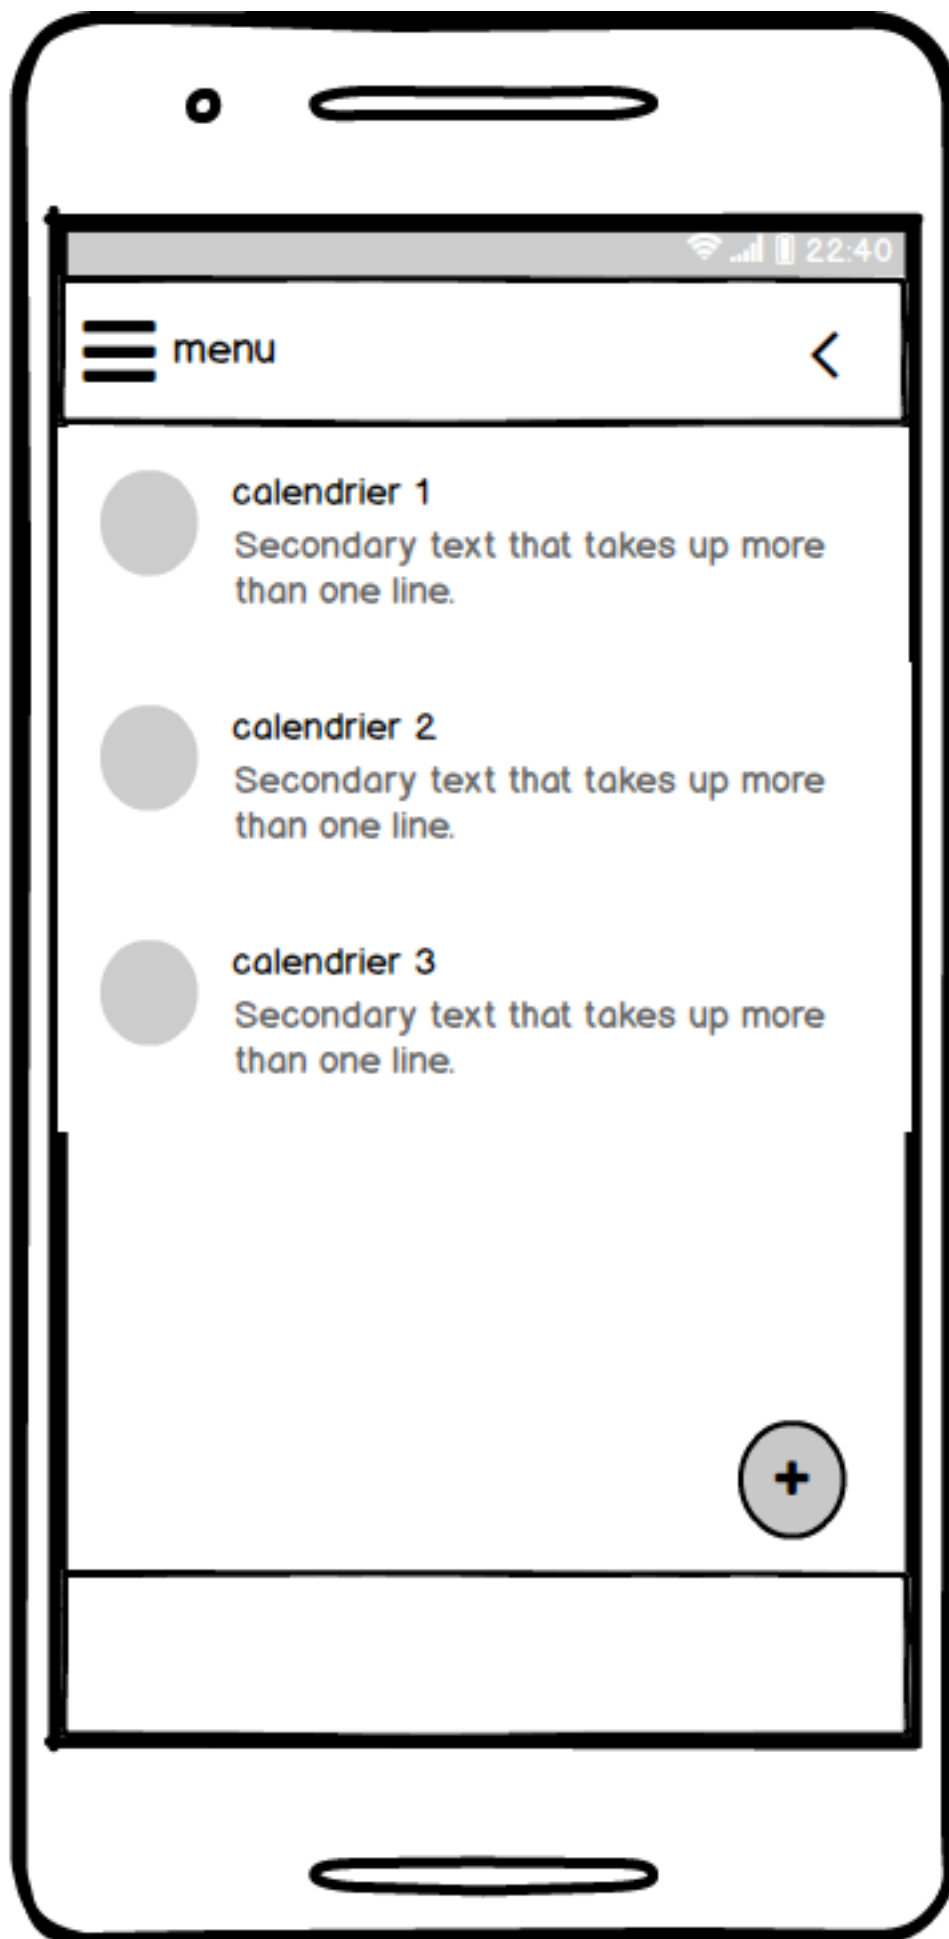 22:40
menu
calendrier 1
Secondary text that takes up more
than one line.
calendrier 2
Secondary text that takes up more
than one line.
calendrier 3
Secondary text that takes up more
than one line.
+